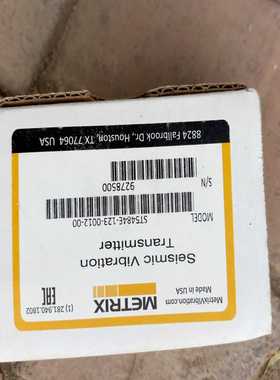 METRIX
MetrixVibration.com
Made in USA
(1) 281.940.1802
EAC
Seismic Vibration
Transmitter
MODEL
ST5484E-123-0012-00
S/N
9278500
8824 Fallbrook Dr., Houston, TX 77064 USA